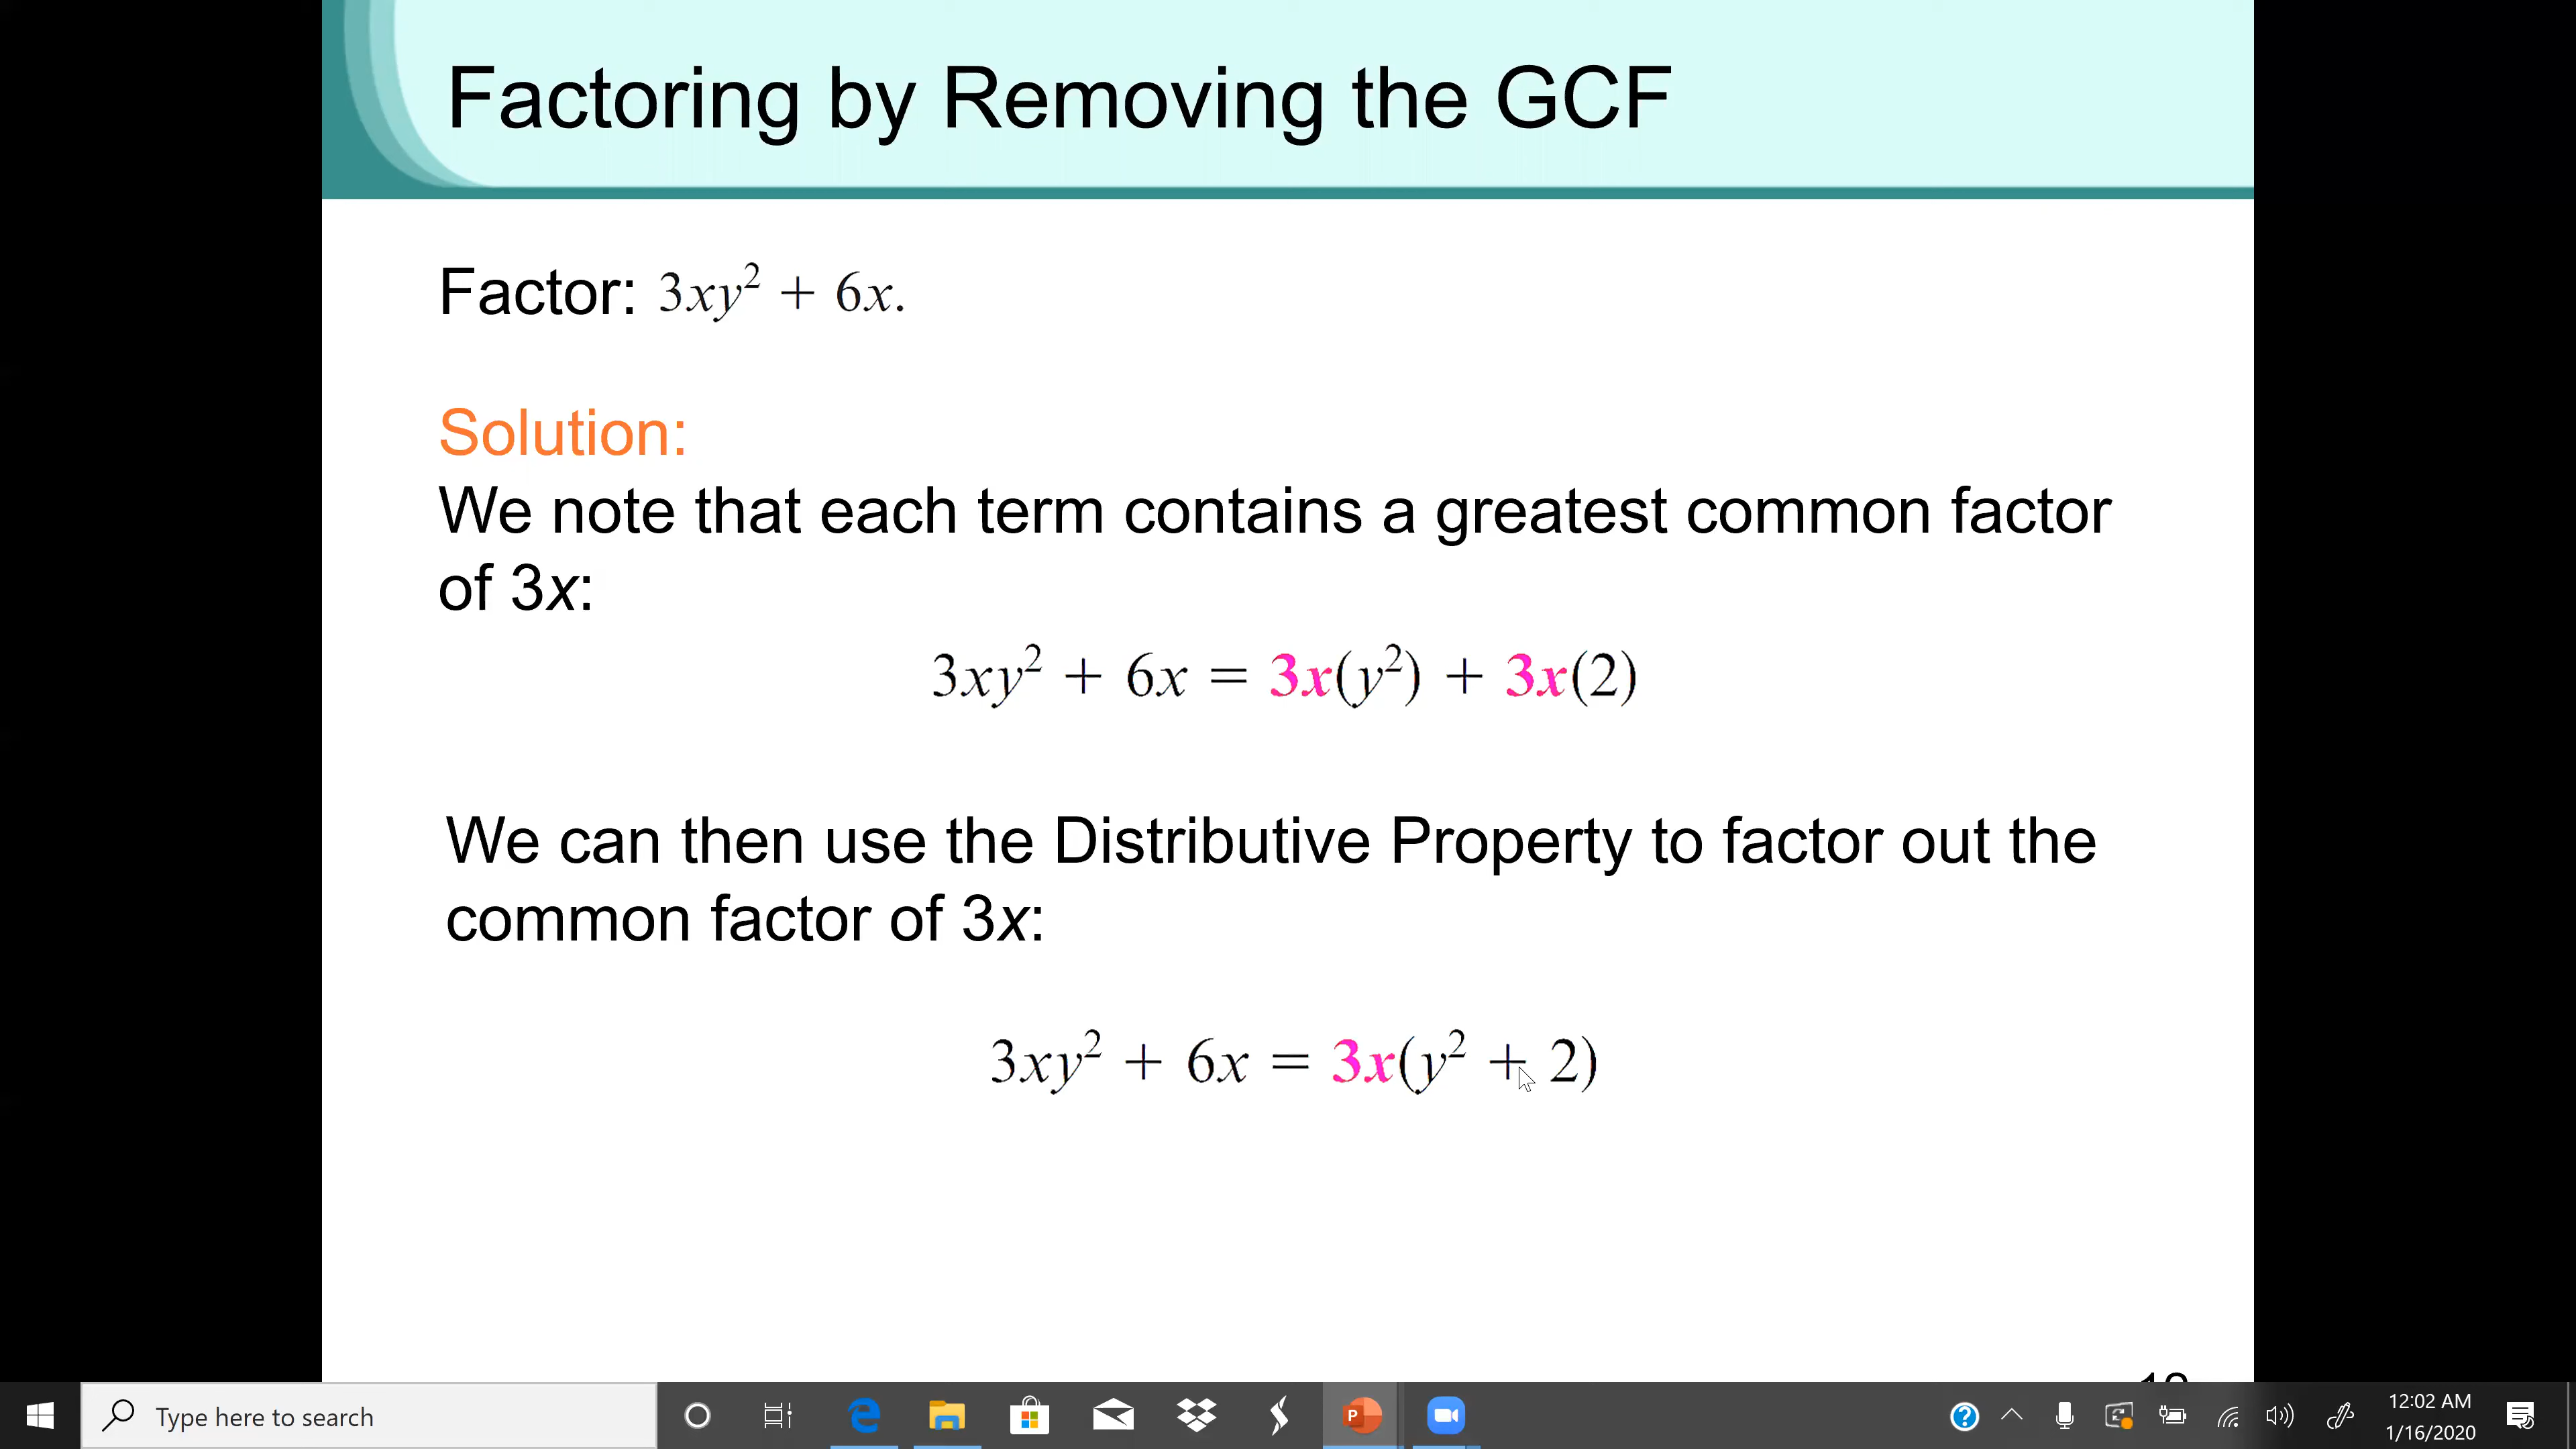 Factoring by Removing the GCF
Factor: 3xy² + 6x.
Solution:
We note that each term contains a greatest common factor
of 3x:
3xy² + 6x = 3x(y²) + 3x(2)
We can then use the Distributive Property to factor out the
common factor of 3x:
3xy² + 6x = 3x(y² + 2)
Type here to search
12:02 AM
1/16/2020